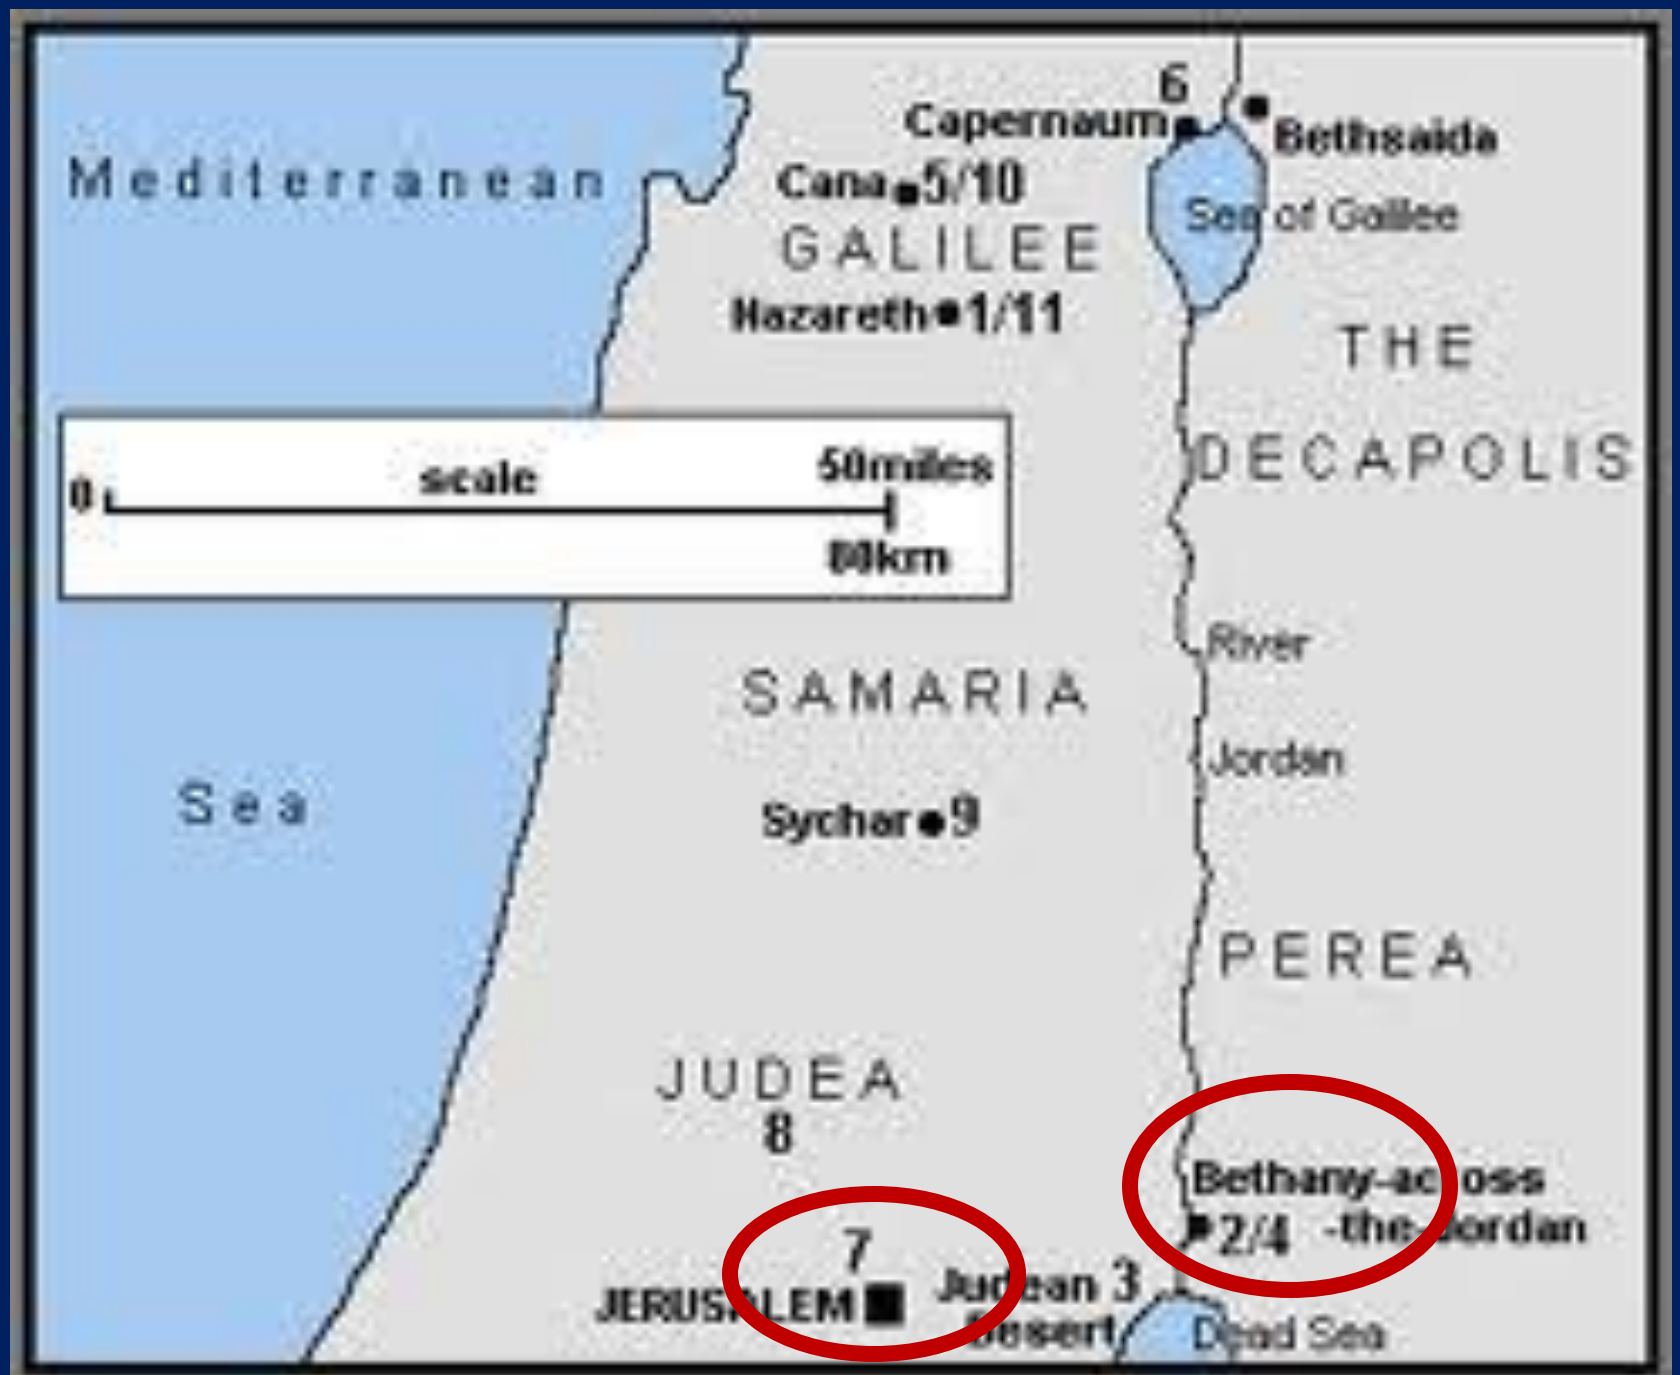 6
Capernaum
Bethsaida
Mediterranean
Cana 5/10
Sea of Galilee
GALILEE
Nazareth 1/11
THE
DECAPOLIS
scale
50miles
0
80km
River
SAMARIA
Jordan
Sea
Sychar 9
PEREA
JUDEA
8
Bethany-across
2/4 -the-Jordan
7
JERUSALEM
Judean 3
Desert
Dead Sea